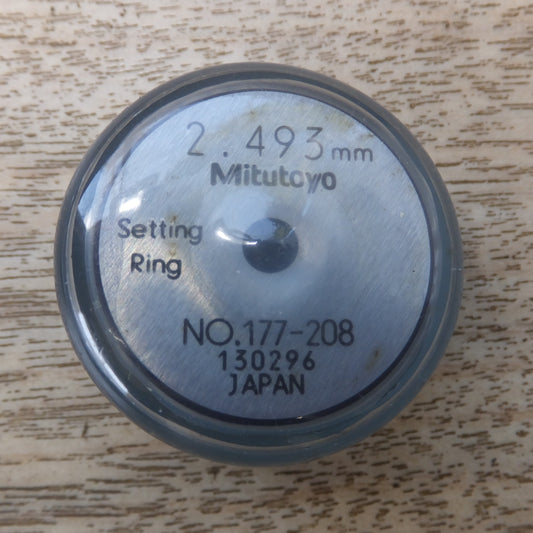 2.493mm
Mitutoyo
Setting
Ring
NO.177-208
130296
JAPAN